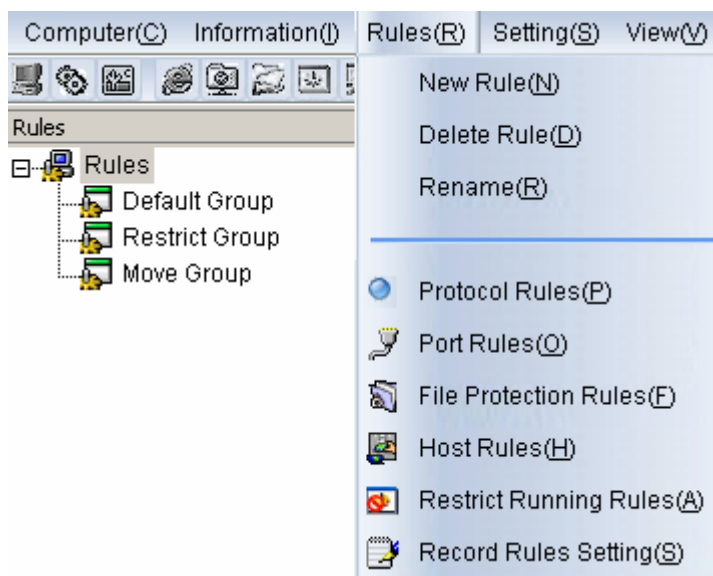 Computer(C) Information(I) Rules(R) Setting(S) View(V)
Rules
Rules
Default Group
Restrict Group
Move Group
New Rule(N)
Delete Rule(D)
Rename(R)
Protocol Rules(P)
Port Rules(O)
File Protection Rules(F)
Host Rules(H)
Restrict Running Rules(A)
Record Rules Setting(S)